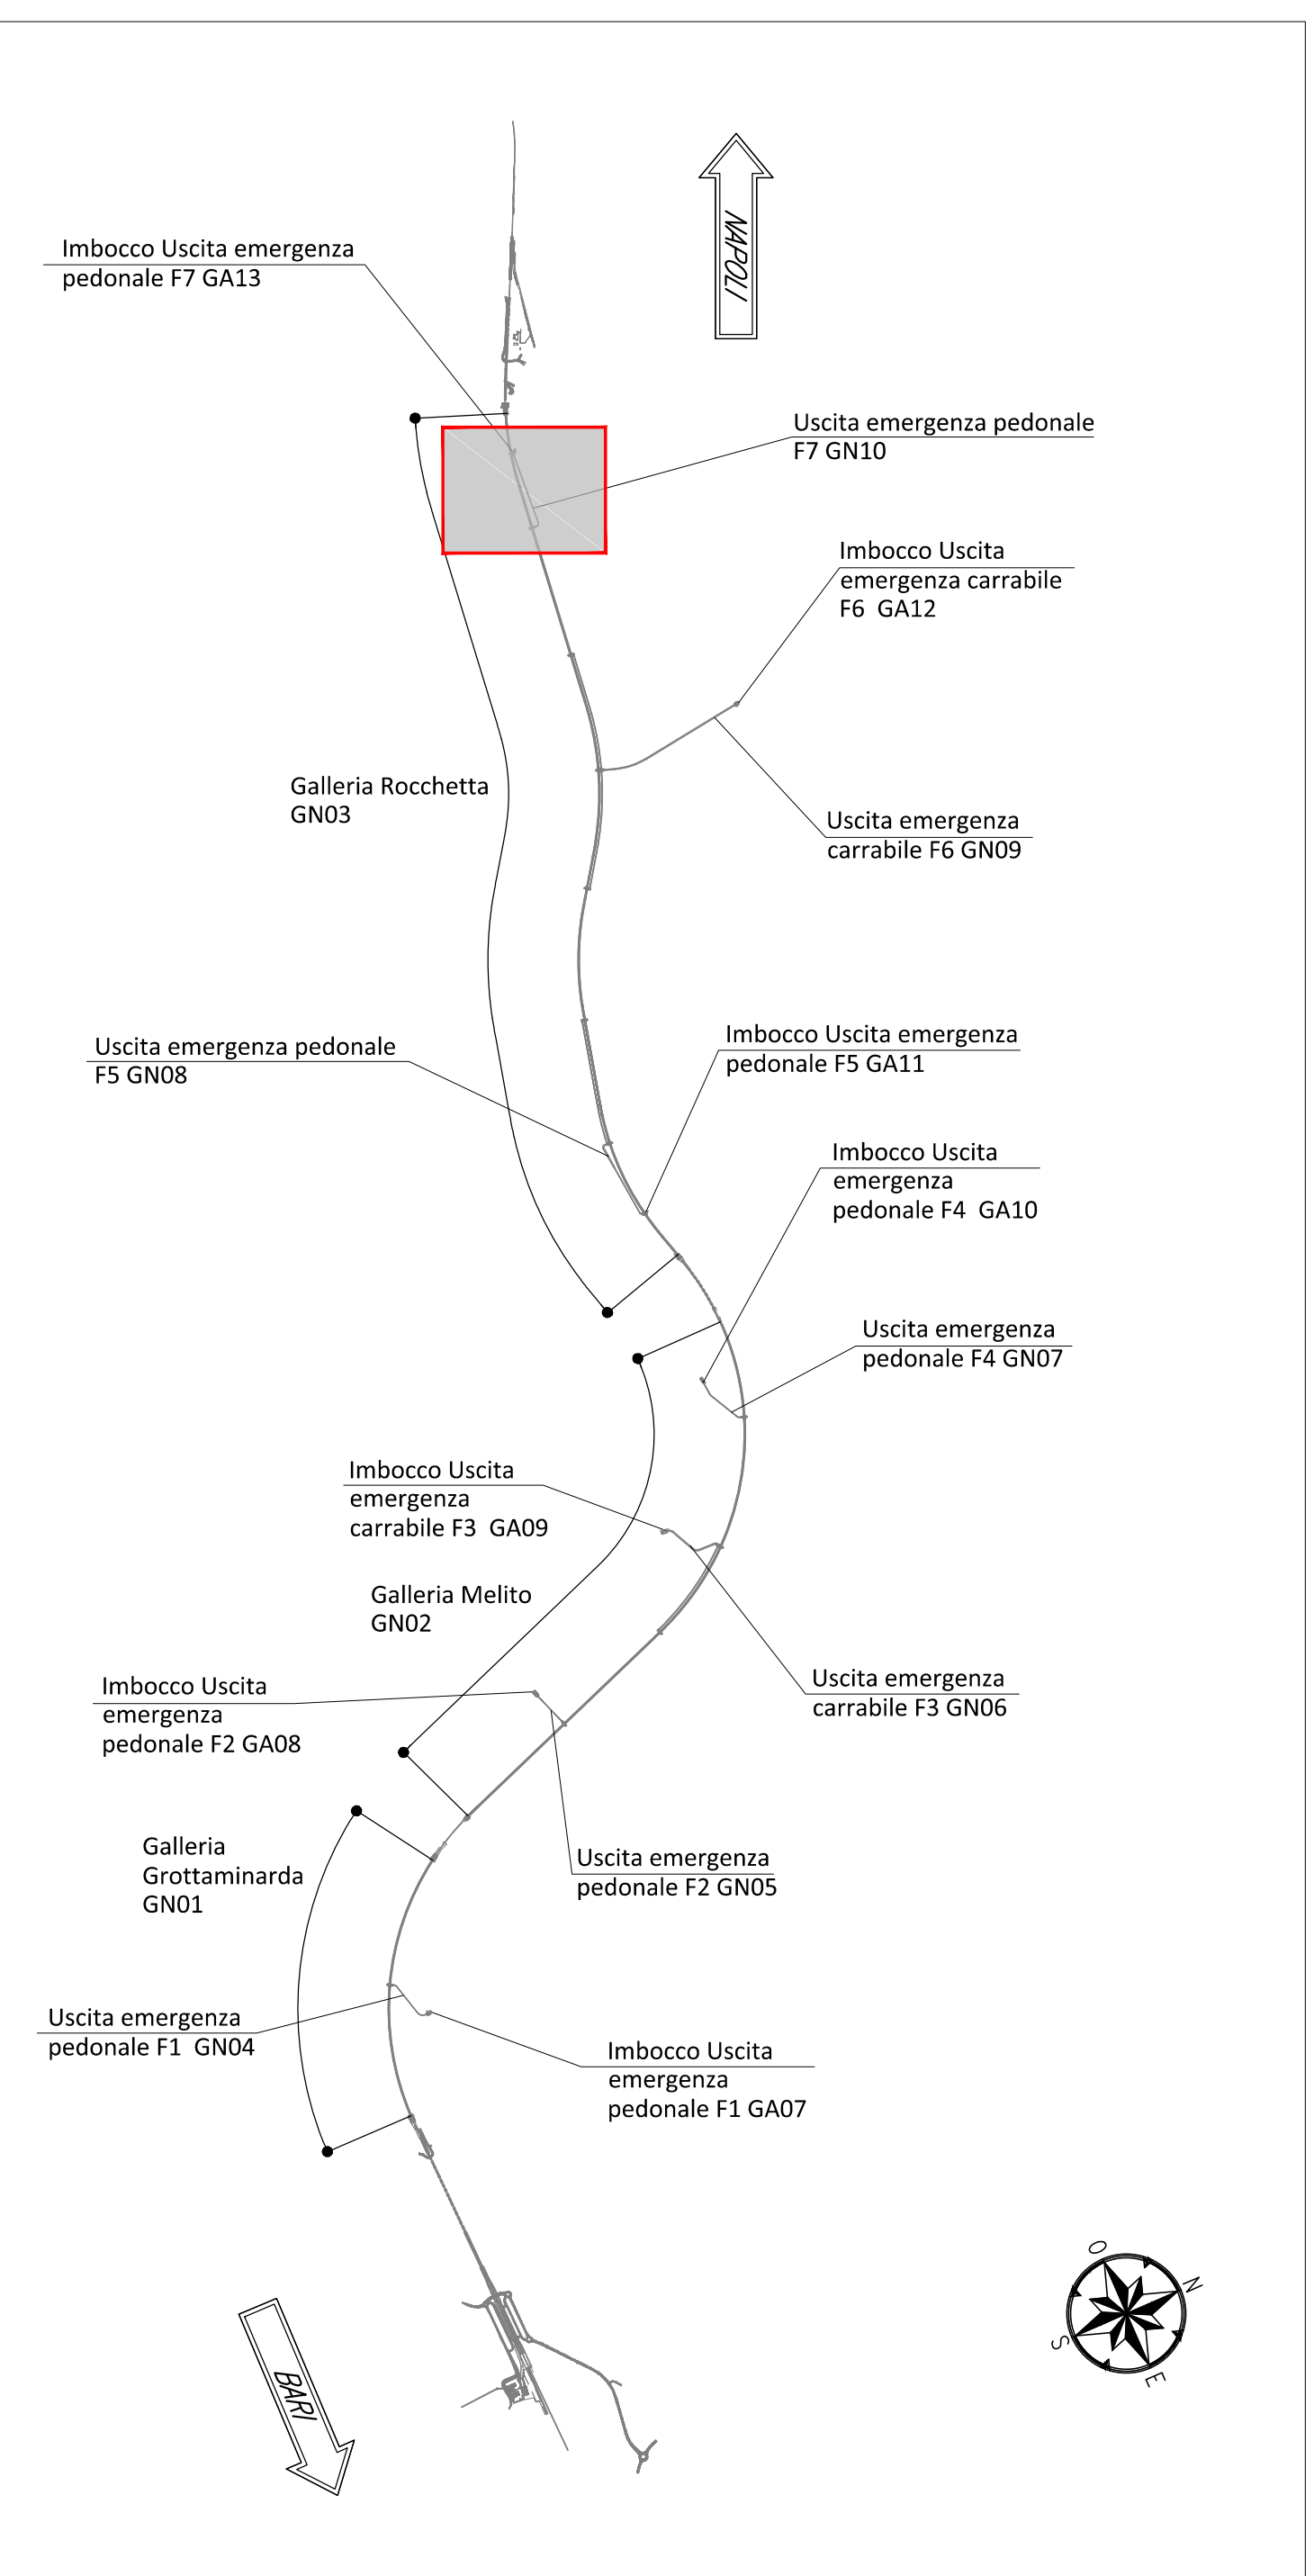 NAPOLI
Imbocco Uscita emergenza
pedonale F7 GA13
Uscita emergenza pedonale
F7 GN10
Imbocco Uscita
emergenza carrabile
F6 GA12
Galleria Rocchetta
GN03
Uscita emergenza
carrabile F6 GN09
Imbocco Uscita emergenza
pedonale F5 GA11
Uscita emergenza pedonale
F5 GN08
Imbocco Uscita
emergenza
pedonale F4 GA10
Uscita emergenza
pedonale F4 GN07
Imbocco Uscita
emergenza
carrabile F3 GA09
Galleria Melito
GN02
Uscita emergenza
carrabile F3 GN06
Imbocco Uscita
emergenza
pedonale F2 GA08
Galleria
Grottaminarda
GN01
Uscita emergenza
pedonale F2 GN05
Uscita emergenza
pedonale F1 GN04
Imbocco Uscita
emergenza
pedonale F1 GA07
O
N
S
E
BARI